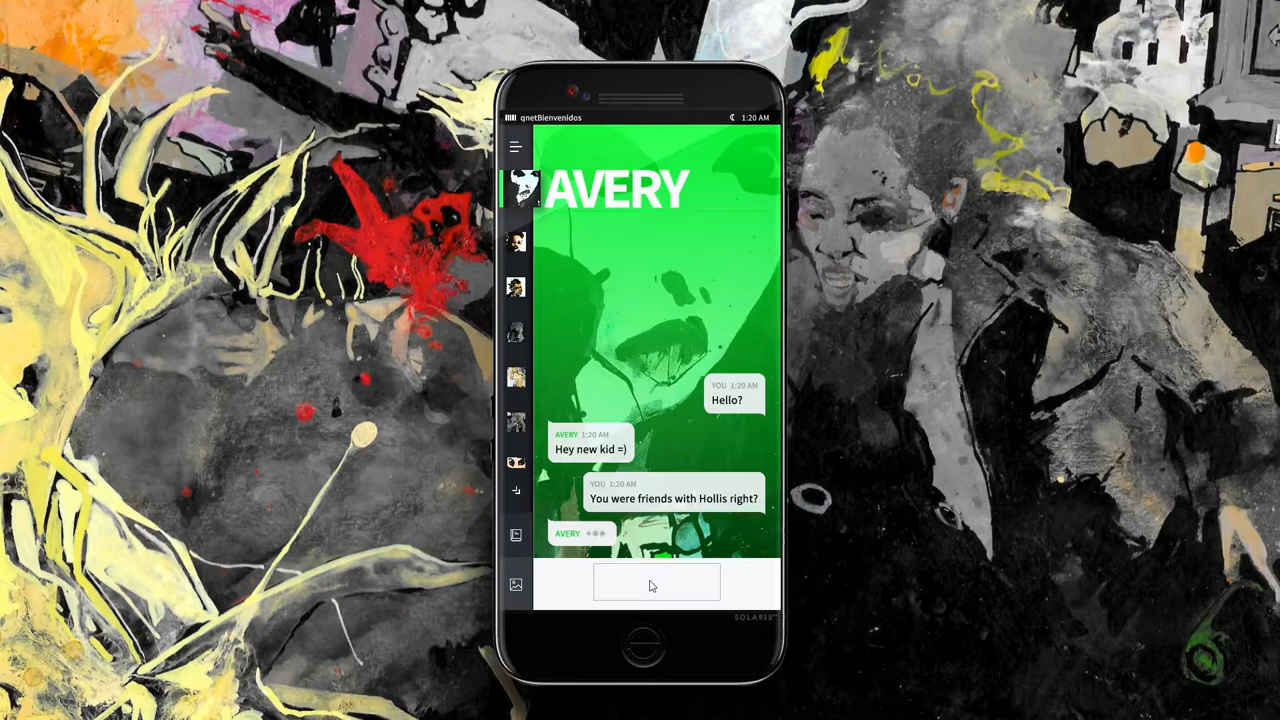 qnetBienvenidos
1:20 AM
AVERY
YOU 1:20 AM
Hello?
AVERY 1:20 AM
Hey new kid =)
YOU 1:20 AM
You were friends with Hollis right?
AVERY
SOLARIS™